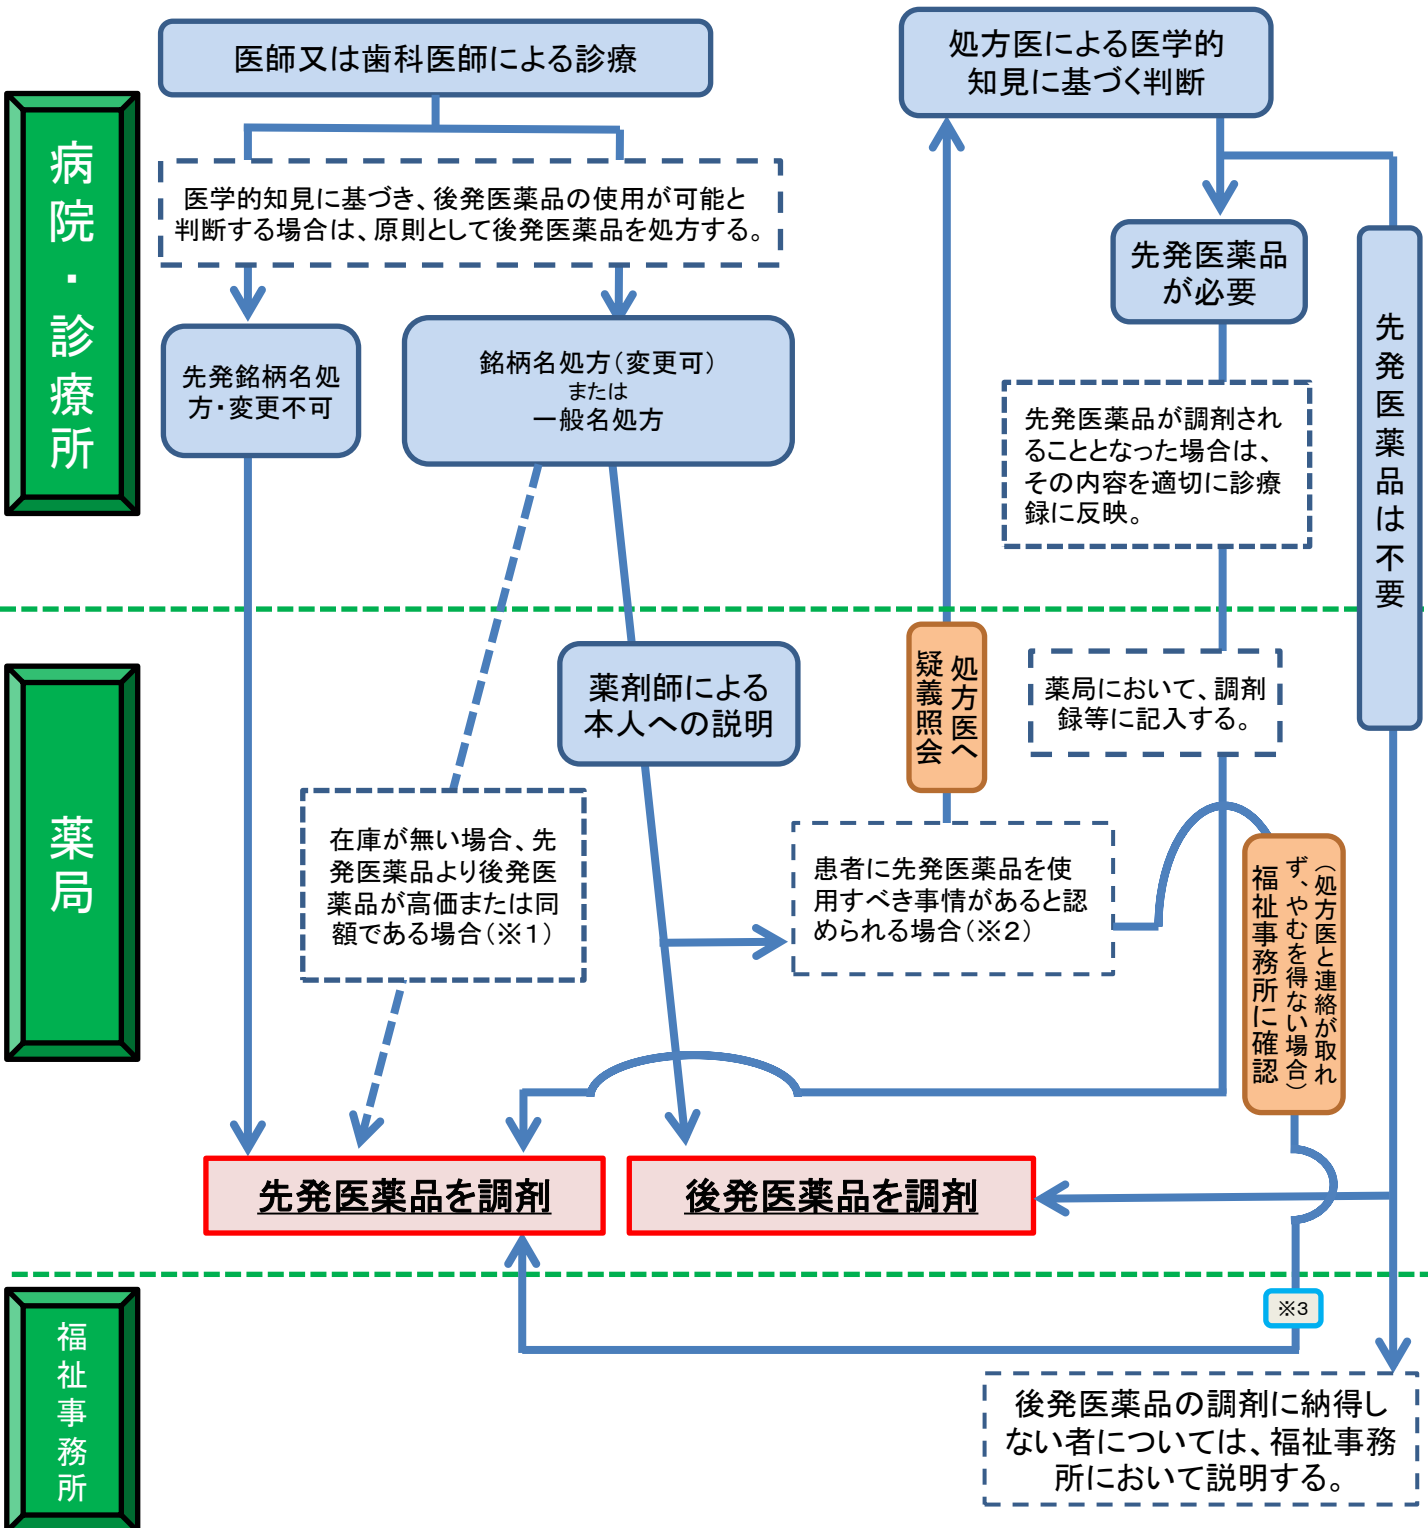 医師又は歯科医師による診療
処方医による医学的
知見に基づく判断
病院・診療所
医学的知見に基づき、後発医薬品の使用が可能と
判断する場合は、原則として後発医薬品を処方する。
先発医薬品
が必要
先発医薬品は不要
先発銘柄名処
方・変更不可
銘柄名処方（変更可）
または
一般名処方
先発医薬品が調剤され
ることとなった場合は、
その内容を適切に診療
録に反映。
薬局
薬剤師による
本人への説明
処方医へ
疑義照会
薬局において、調剤
録等に記入する。
在庫が無い場合、先
発医薬品より後発医
薬品が高価または同
額である場合（※１）
患者に先発医薬品を使
用すべき事情があると認
められる場合（※２）
（処方医と連絡が取れ
ず、やむを得ない場合）
福祉事務所に確認
先発医薬品を調剤
後発医薬品を調剤
福祉事務所
※3
後発医薬品の調剤に納得し
ない者については、福祉事務
所において説明する。